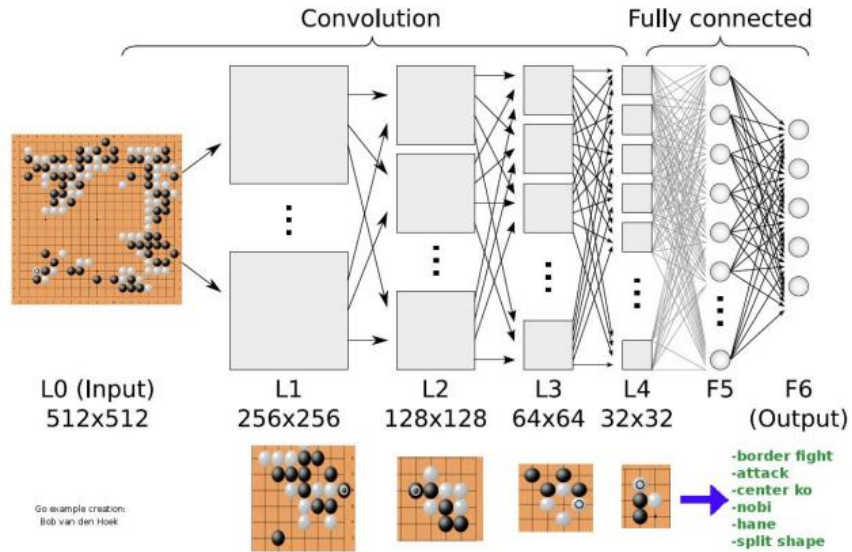 Convolution
Fully connected
L0 (Input)
512x512
L1
256x256
L2
128x128
L3
64x64
L4
32x32
F5
F6
(Output)
Go example creation:
Bob van den Hoek
-border fight
-attack
-center ko
-nobi
-hane
-split shape